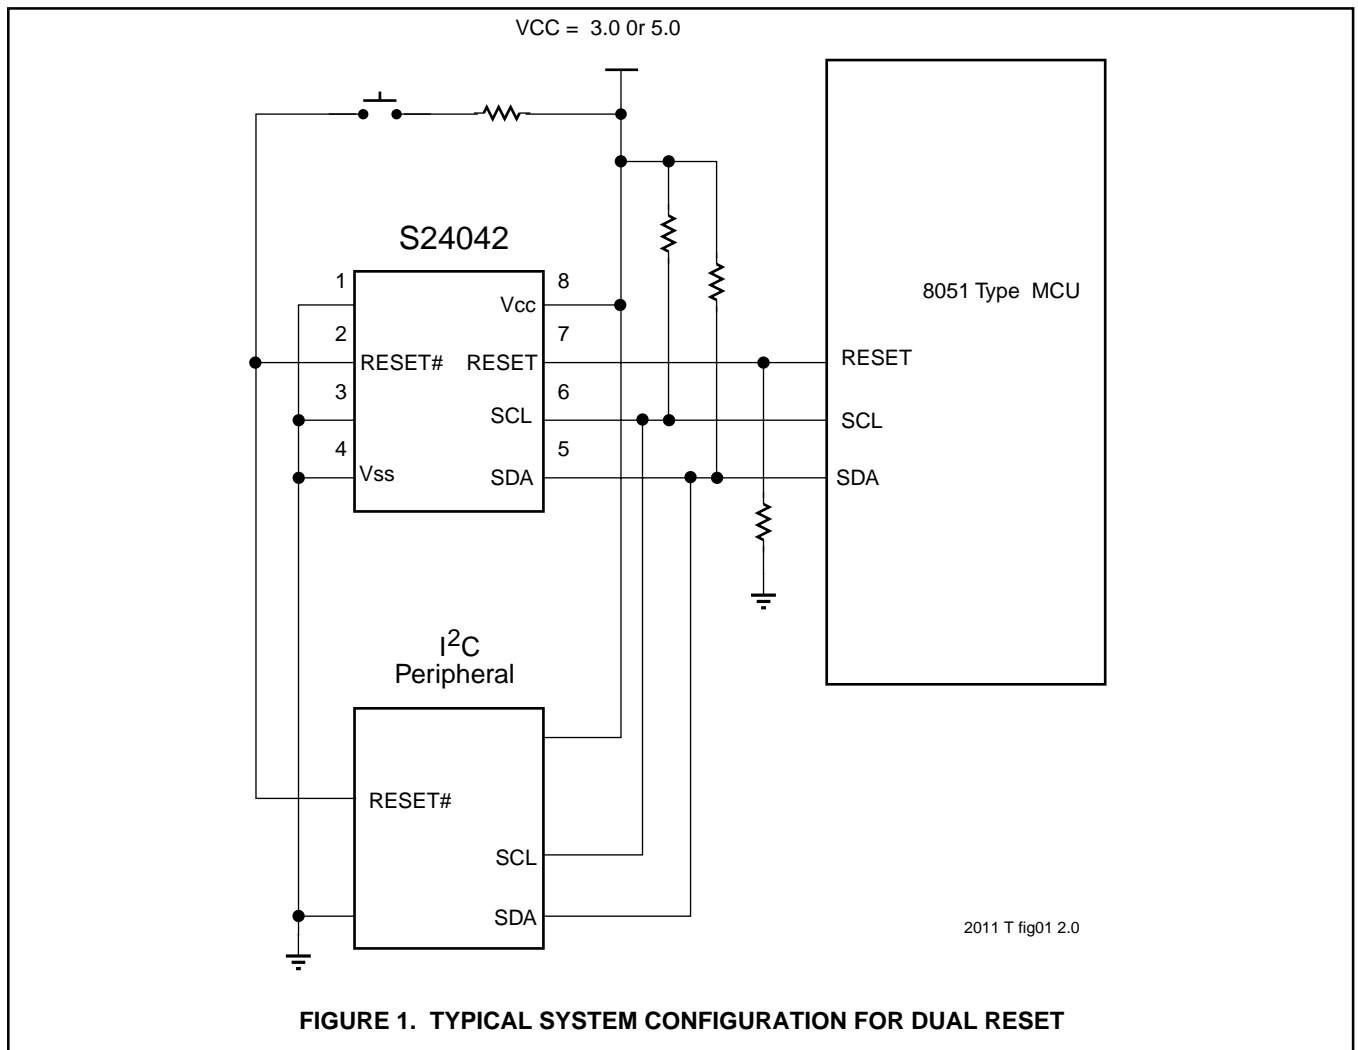 VCC =  3.0 0r 5.0
S24042
1
8
Vcc
2
7
RESET#
RESET
3
6
SCL
4
5
Vss
SDA
8051 Type  MCU
RESET
SCL
SDA
I2C
Peripheral
RESET#
SCL
SDA
2011 T fig01 2.0
FIGURE 1.  TYPICAL SYSTEM CONFIGURATION FOR DUAL RESET